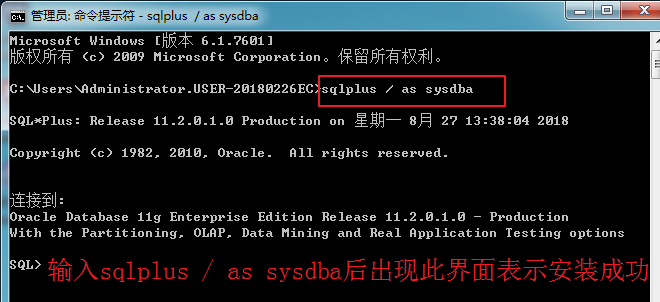 管理员: 命令提示符 - sqlplus  / as sysdba
Microsoft Windows [版本 6.1.7601]
版权所有 (c) 2009 Microsoft Corporation。保留所有权利。
C:\Users\Administrator.USER-20180226EC>sqlplus / as sysdba
SQL*Plus: Release 11.2.0.1.0 Production on 星期一 8月 27 13:38:04 2018
Copyright (c) 1982, 2010, Oracle.  All rights reserved.
连接到:
Oracle Database 11g Enterprise Edition Release 11.2.0.1.0 - Production
With the Partitioning, OLAP, Data Mining and Real Application Testing options
SQL> 输入sqlplus / as sysdba后出现此界面表示安装成功